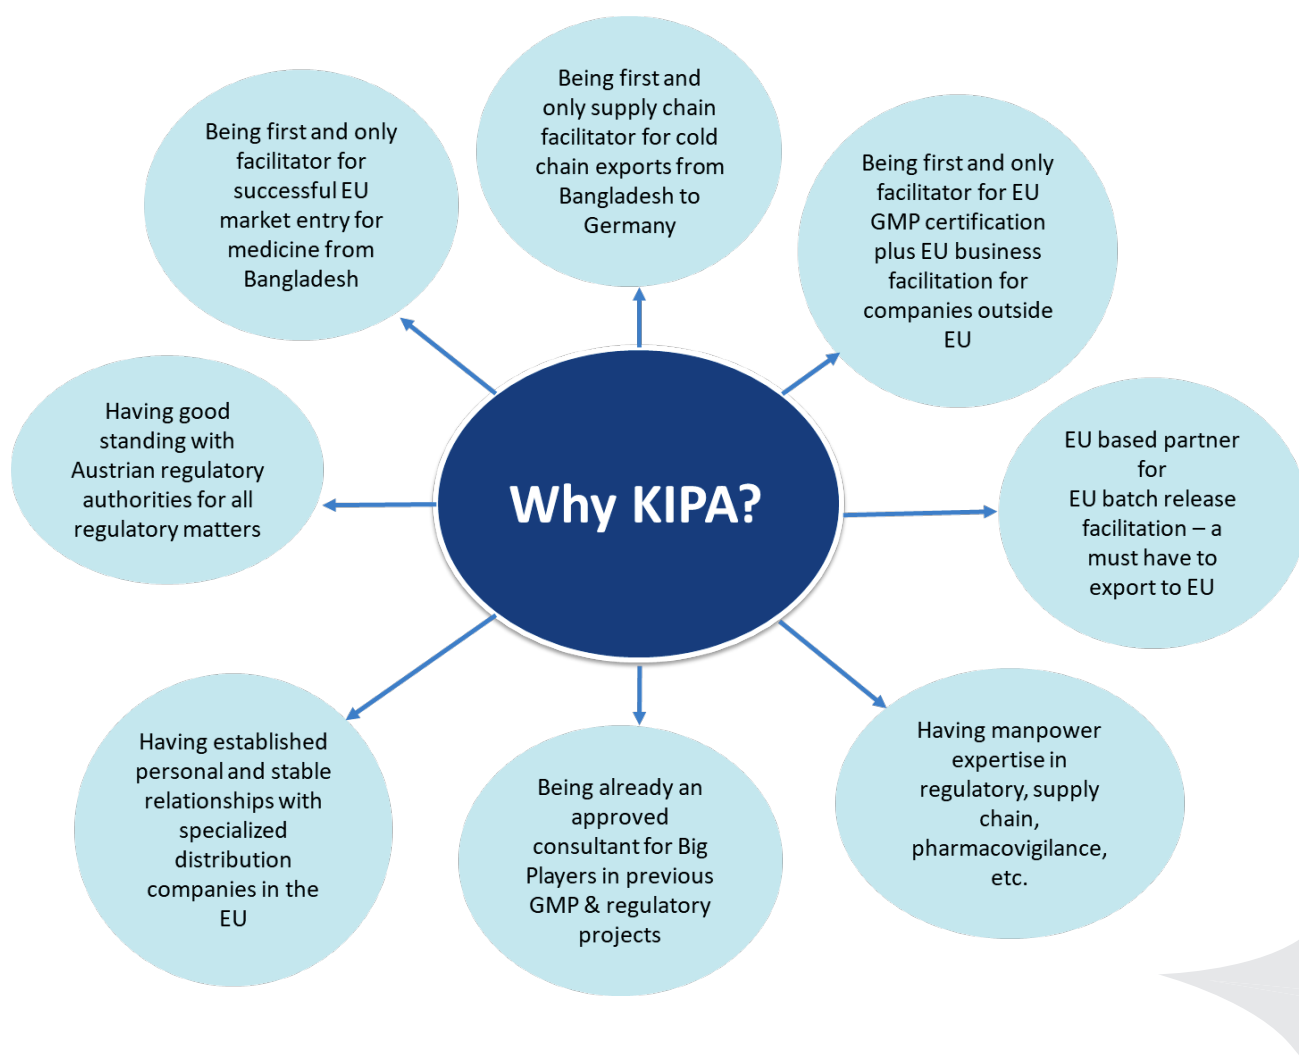 Being first and
only supply chain
facilitator for cold
chain exports from
Bangladesh to
Germany
Being first and only
facilitator for
successful EU
market entry for
medicine from
Bangladesh
Being first and only
facilitator for EU
GMP certification
plus EU business
facilitation for
companies outside
EU
Having good
standing with
Austrian regulatory
authorities for all
regulatory matters
Why KIPA?
EU based partner
for
EU batch release
facilitation – a
must have to
export to EU
Having established
personal and stable
relationships with
specialized
distribution
companies in the
EU
Being already an
approved
consultant for Big
Players in previous
GMP & regulatory
projects
Having manpower
expertise in
regulatory, supply
chain,
pharmacovigilance,
etc.